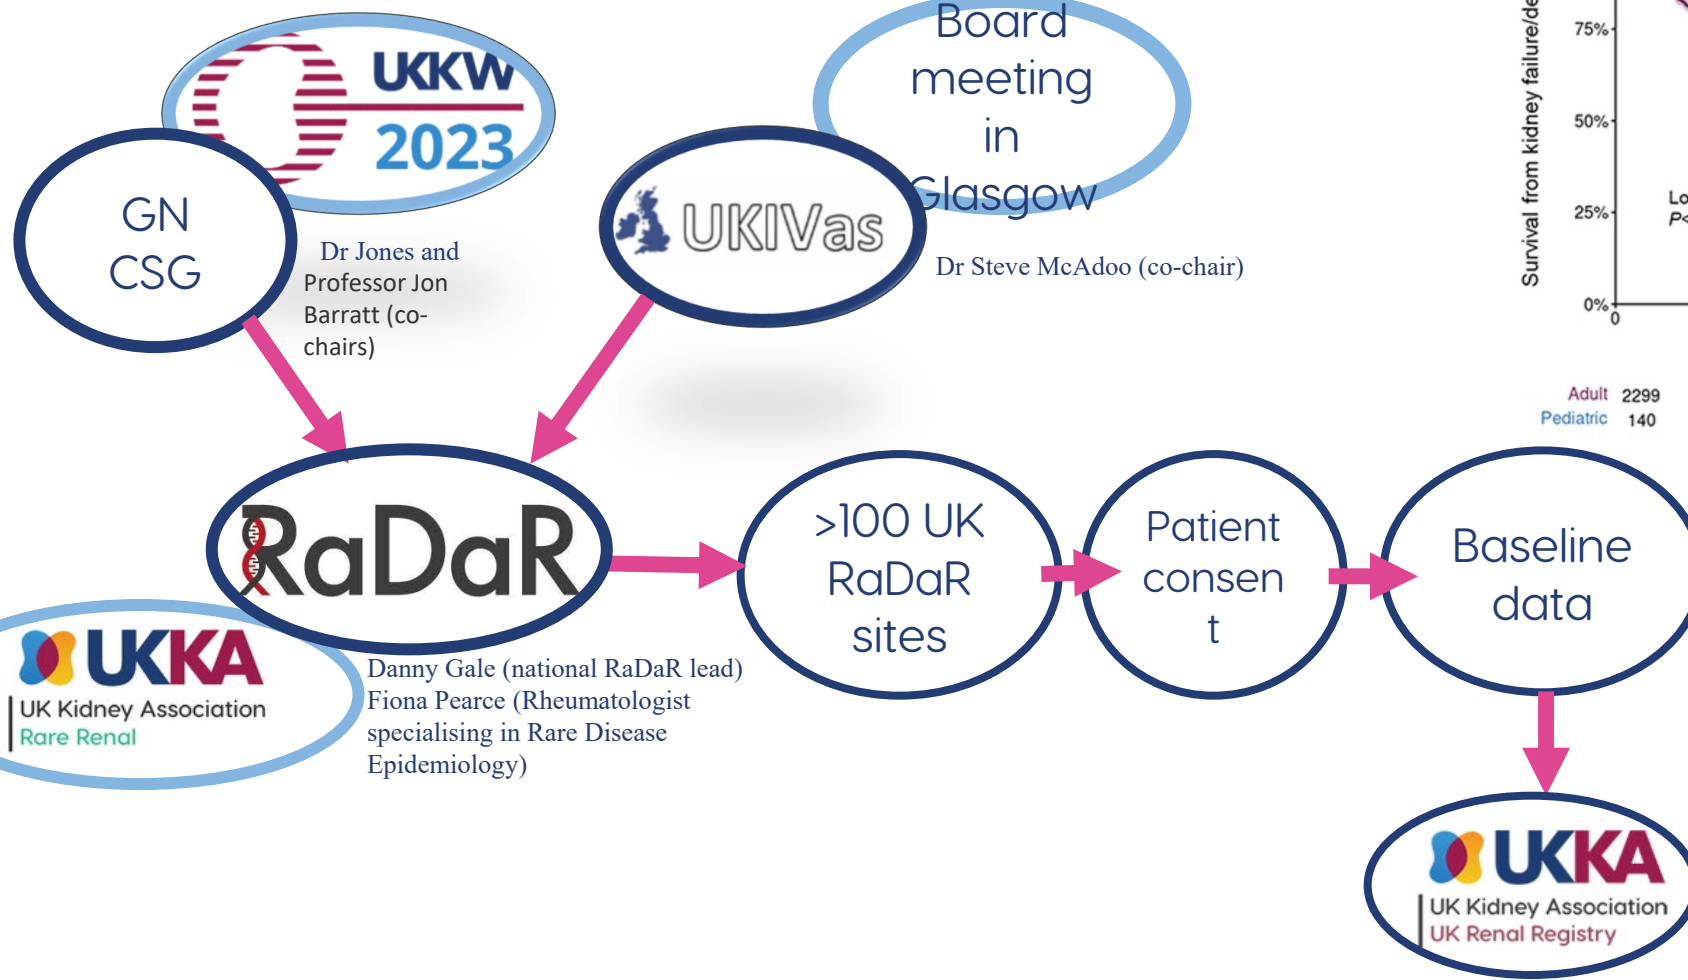 UKKW
2023
GN
CSG
Dr Jones and
Professor Jon
Barratt (co-
chairs)
UKIVas
Board
meeting
in
Glasgow
Dr Steve McAdoo (co-chair)
75%
50%
25%
0%
0
Survival from kidney failure/de
Lo
P<
Adult 2299
Pediatric 140
RaDaR
UKKA
UK Kidney Association
Rare Renal
Danny Gale (national RaDaR lead)
Fiona Pearce (Rheumatologist
specialising in Rare Disease
Epidemiology)
>100 UK
RaDaR
sites
Patient
consen
t
Baseline
data
UKKA
UK Kidney Association
UK Renal Registry